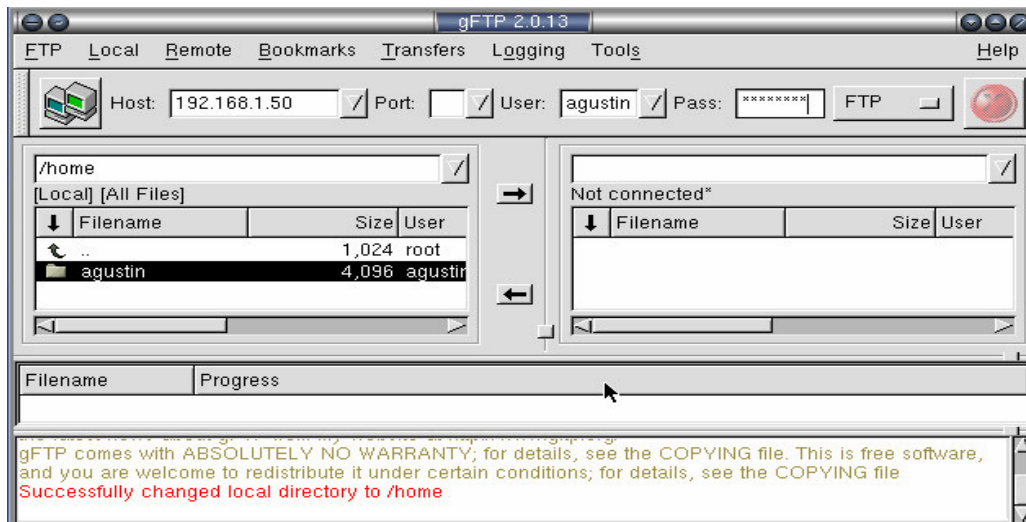 gFTP 2.0.13
FTP Local Remote Bookmarks Transfers Logging Tools Help
Host: 192.168.1.50 Port: User: agustin Pass: ******** FTP
/home
[Local] [All Files]
Filename Size User
.. 1,024 root
agustin 4,096 agustin
Not connected*
Filename Size User
Filename Progress
gFTP comes with ABSOLUTELY NO WARRANTY; for details, see the COPYING file. This is free software,
and you are welcome to redistribute it under certain conditions; for details, see the COPYING file
Successfully changed local directory to /home